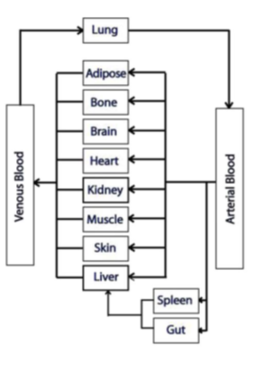 Lung
Adipose
Bone
Brain
Heart
Kidney
Muscle
Skin
Liver
Spleen
Gut
Venous Blood
Arterial Blood